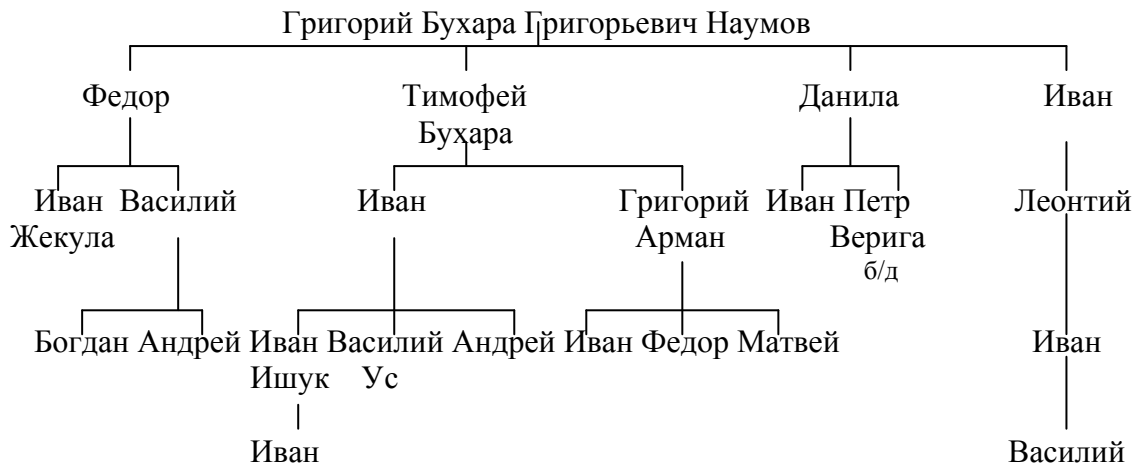 Григорий Бухара Григорьевич Наумов
Федор Тимофей Данила Иван
Бухара
Иван Василий Иван Григорий Иван Петр Леонтий
Жекула Арман Верига
б/д
Богдан Андрей Иван Василий Андрей Иван Федор Матвей Иван
Ишук Ус
Иван Василий